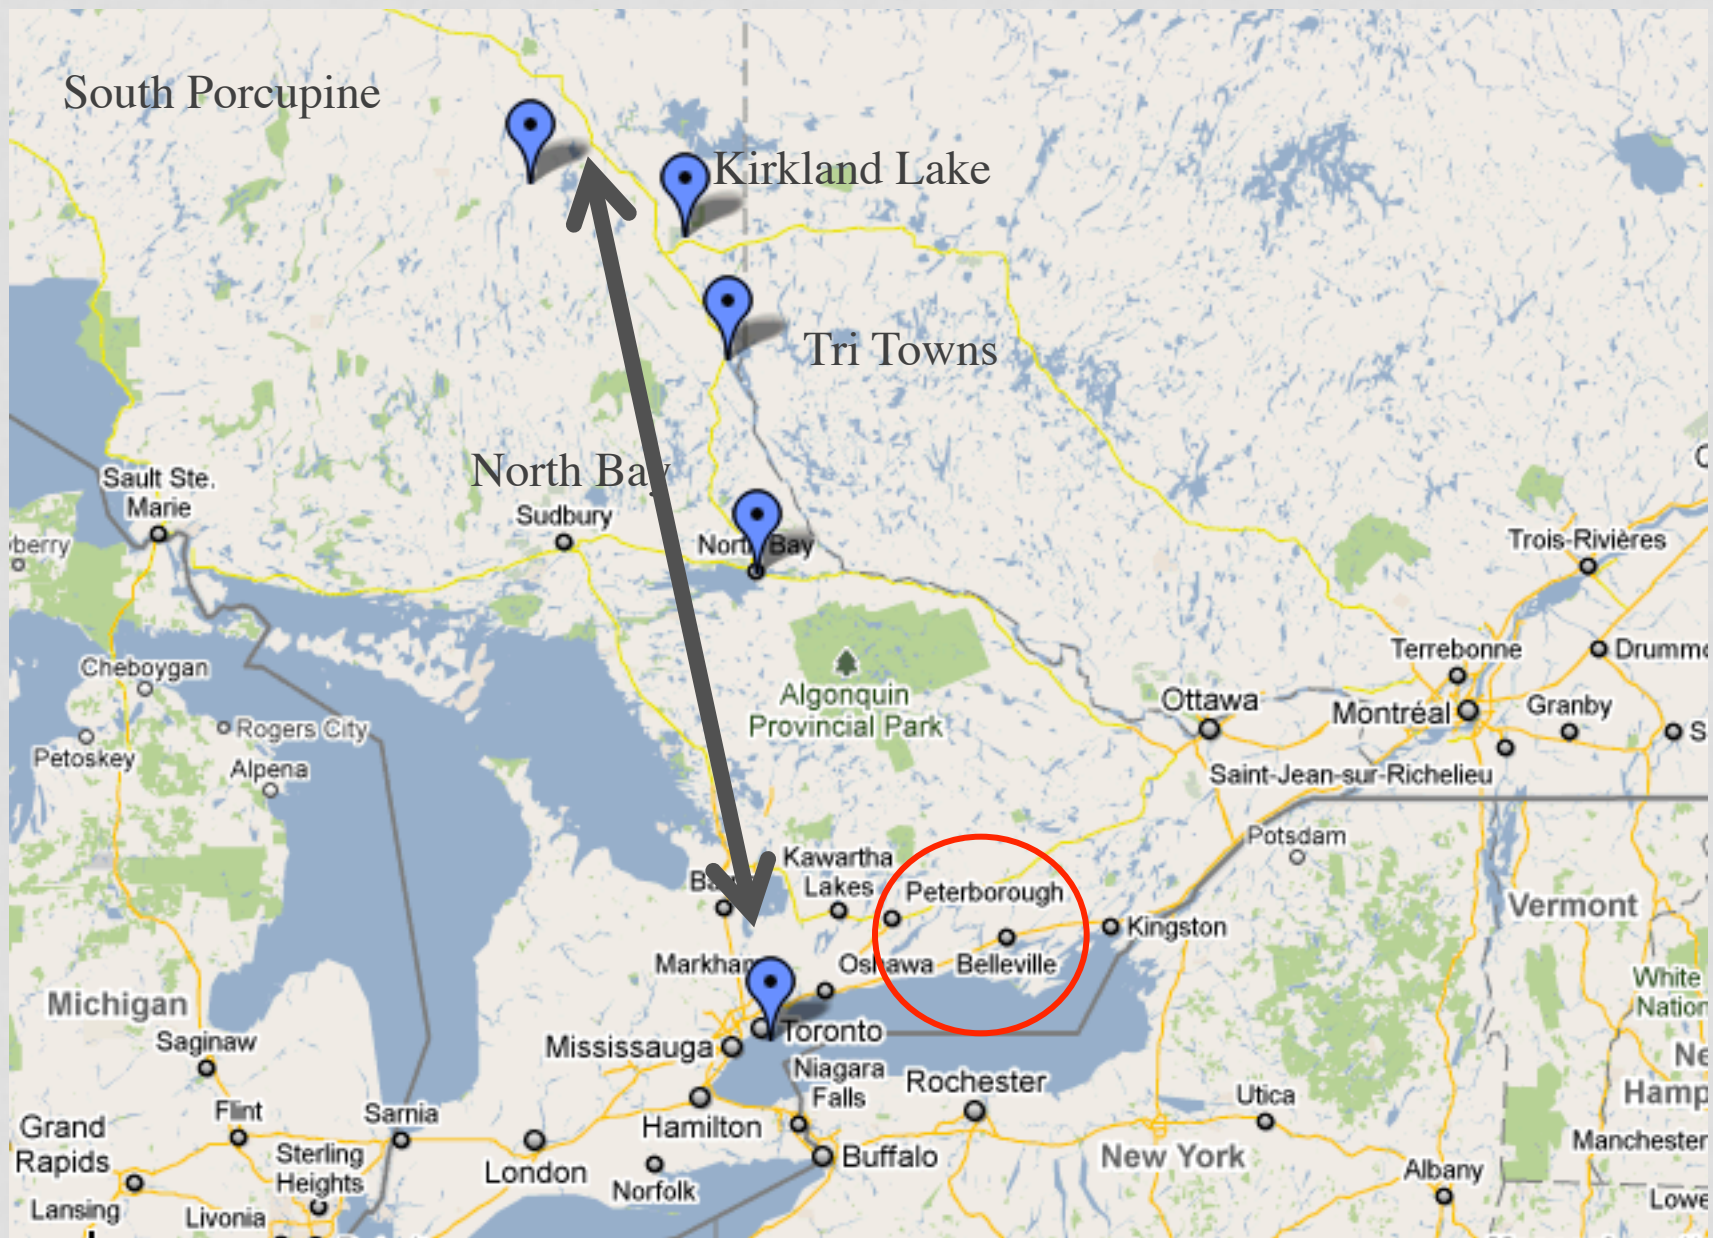 South Porcupine
Kirkland Lake
Tri Towns
North Bay
Sault Ste.
Marie
Sudbury
North Bay
Trois-Rivières
Cheboygan
Terrebonne
Rogers City
Algonquin
Provincial Park
Ottawa
Montréal
Granby
Petoskey
Alpena
Saint-Jean-sur-Richelieu
Potsdam
Kawartha
Lakes
Peterborough
Vermont
Kingston
Markham
Oshawa
Belleville
White
Michigan
Toronto
Saginaw
Mississauga
Niagara
Falls
Rochester
Utica
Flint
Sarnia
Hamilton
Grand
Rapids
Sterling
Heights
London
Buffalo
New York
Manchester
Norfolk
Albany
Lansing
Livonia